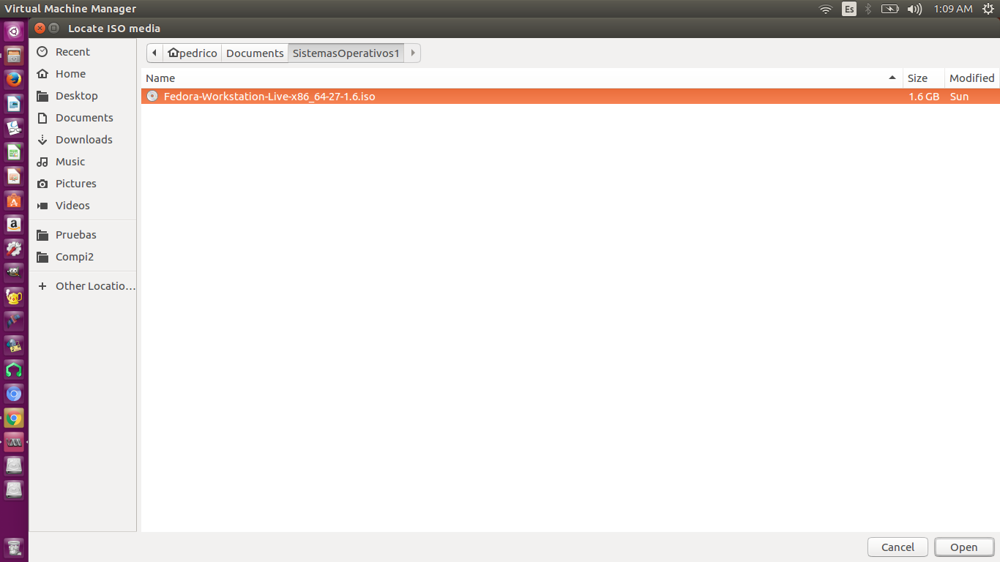 Virtual Machine Manager Es 1:09 AM
Locate ISO media
Recent
Home
Desktop
Documents
Downloads
Music
Pictures
Videos
Pruebas
Compi2
Other Locatio...
pedrico Documents SistemasOperativos1
Name Size Modified
Fedora-Workstation-Live-x86_64-27-1.6.iso 1.6 GB Sun
Cancel Open